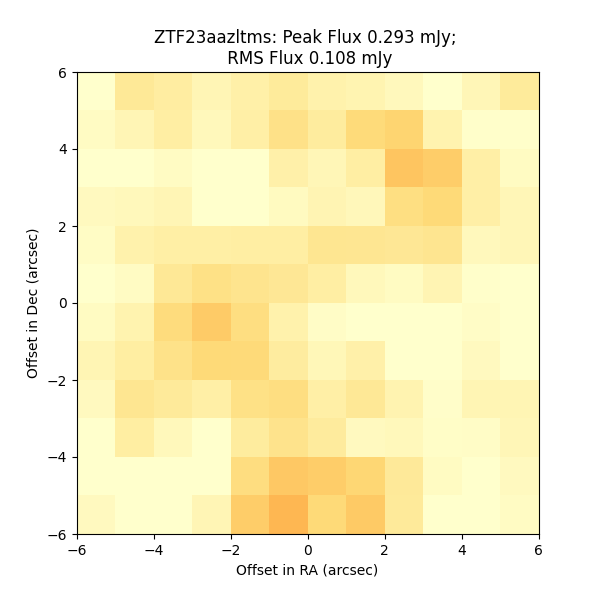 ZTF23aazltms: Peak Flux 0.293 mJy;
RMS Flux 0.108 mJy
6
4
2
0
−2
−4
−6
Offset in Dec (arcsec)
−6 −4 −2 0 2 4 6
Offset in RA (arcsec)